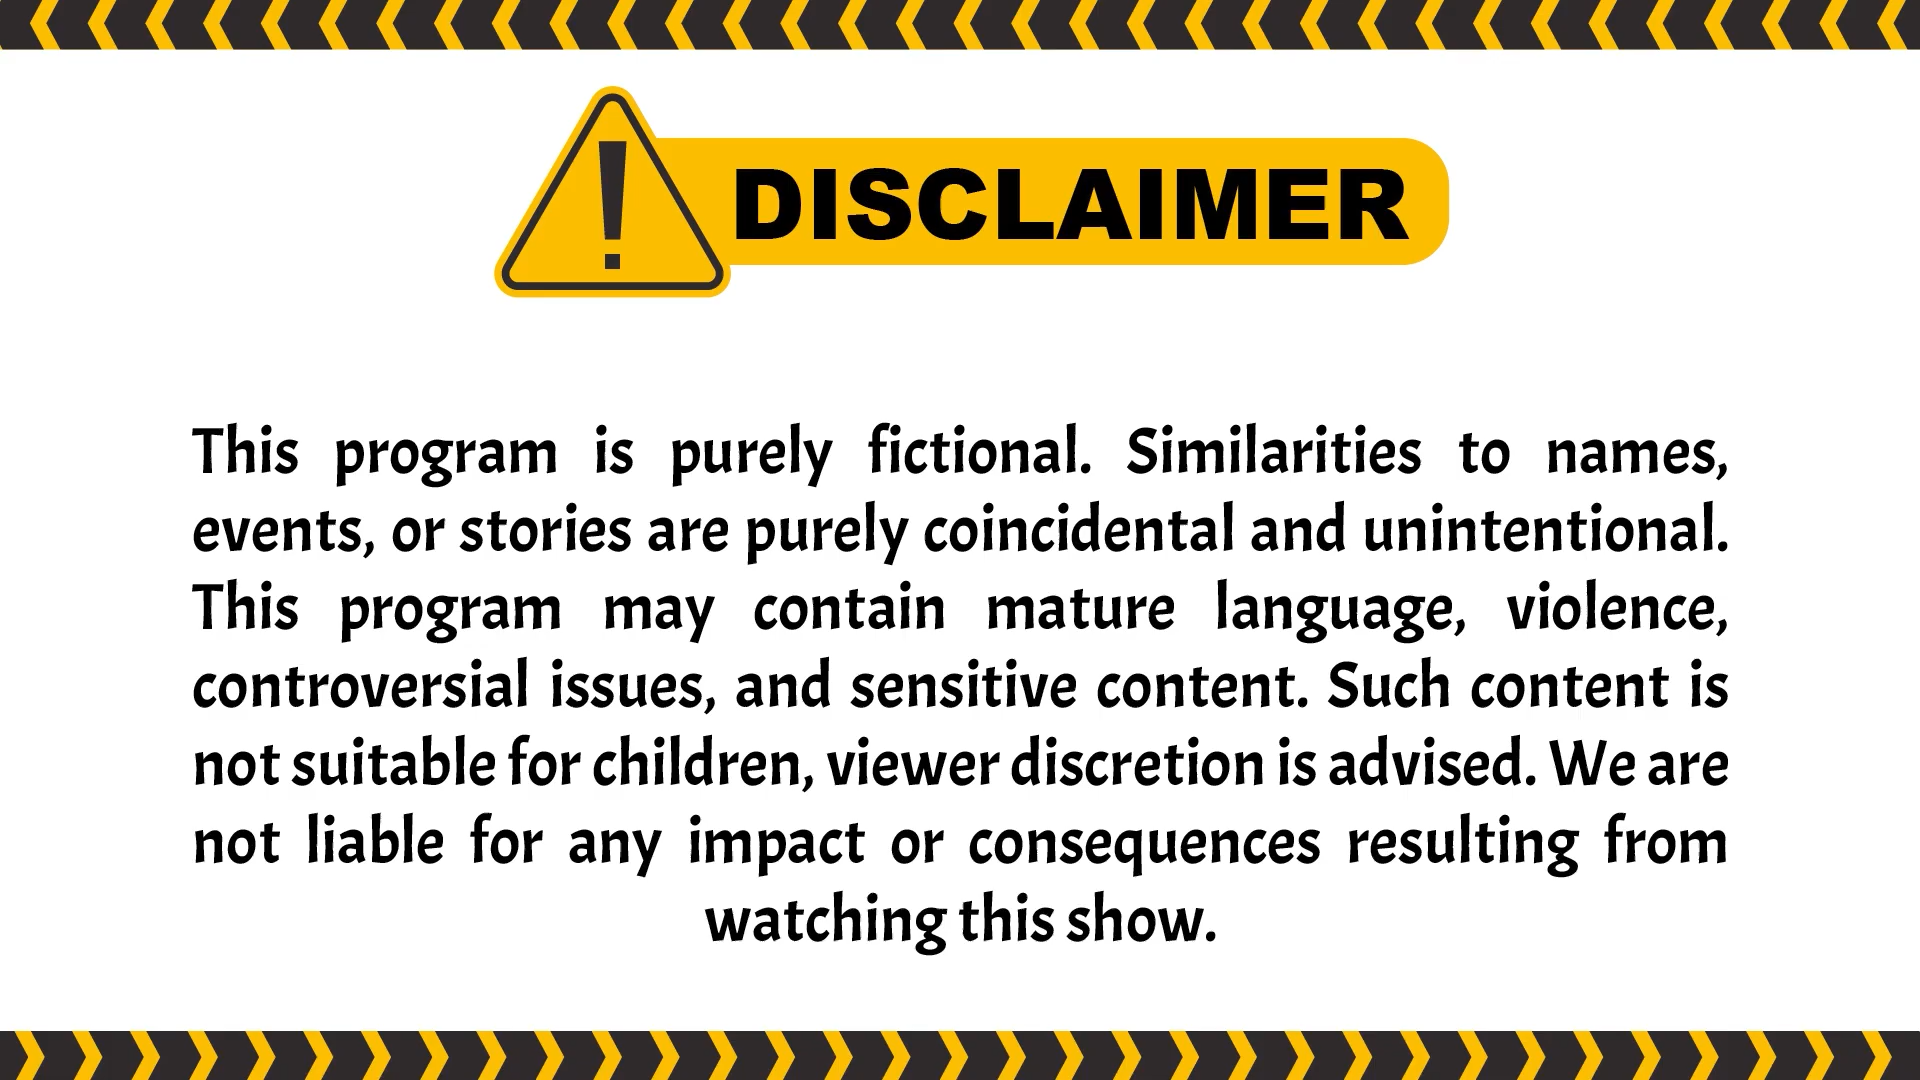 DISCLAIMER
This program is purely fictional. Similarities to names,
events, or stories are purely coincidental and unintentional.
This program may contain mature language, violence,
controversial issues, and sensitive content. Such content is
not suitable for children, viewer discretion is advised. We are
not liable for any impact or consequences resulting from
watching this show.